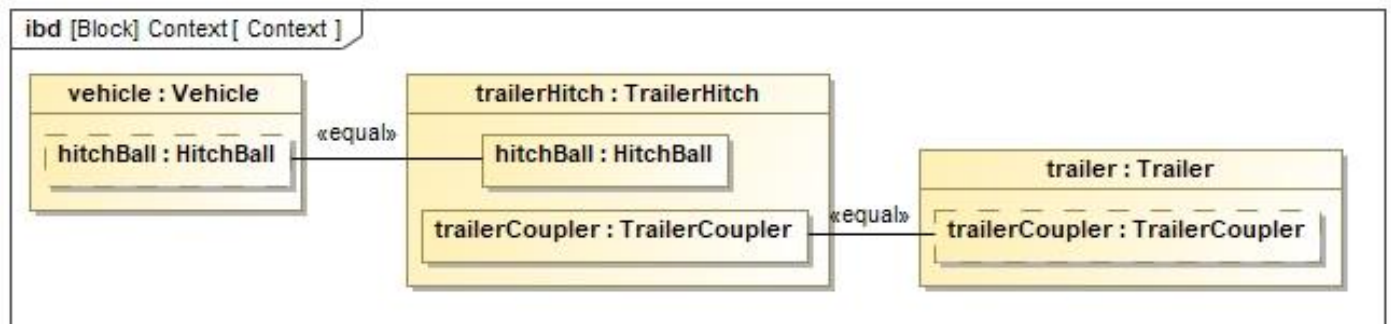 ibd [Block] Context[ Context ]
vehicle : Vehicle
hitchBall : HitchBall
«equal»
trailerHitch : TrailerHitch
hitchBall : HitchBall
trailerCoupler : TrailerCoupler
«equal»
trailer : Trailer
trailerCoupler : TrailerCoupler